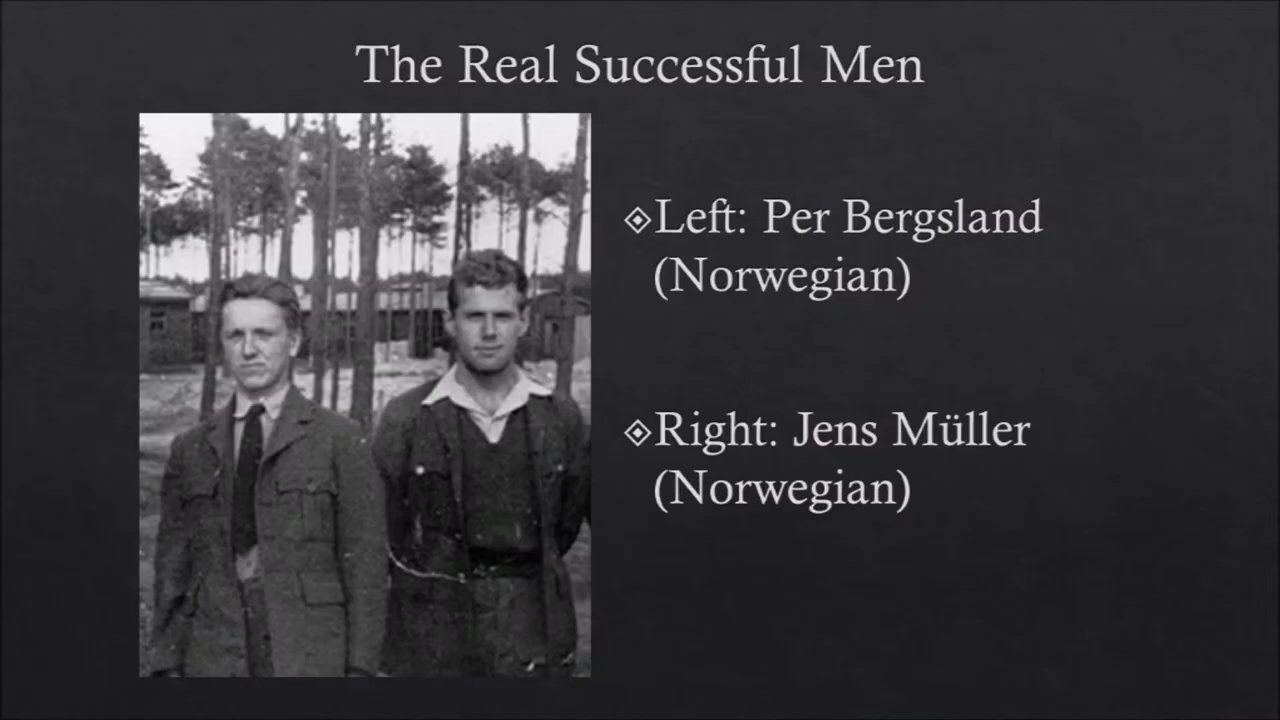 The Real Successful Men
Left: Per Bergsland
(Norwegian)
Right: Jens Müller
(Norwegian)